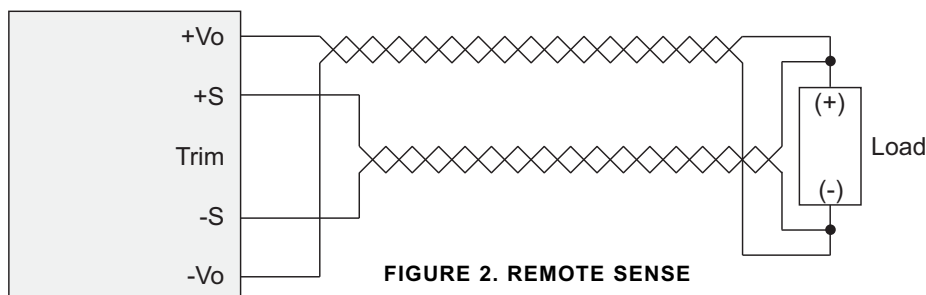 +Vo
+S
Trim
-S
-Vo
(+)
Load
(-)
FIGURE 2. REMOTE SENSE